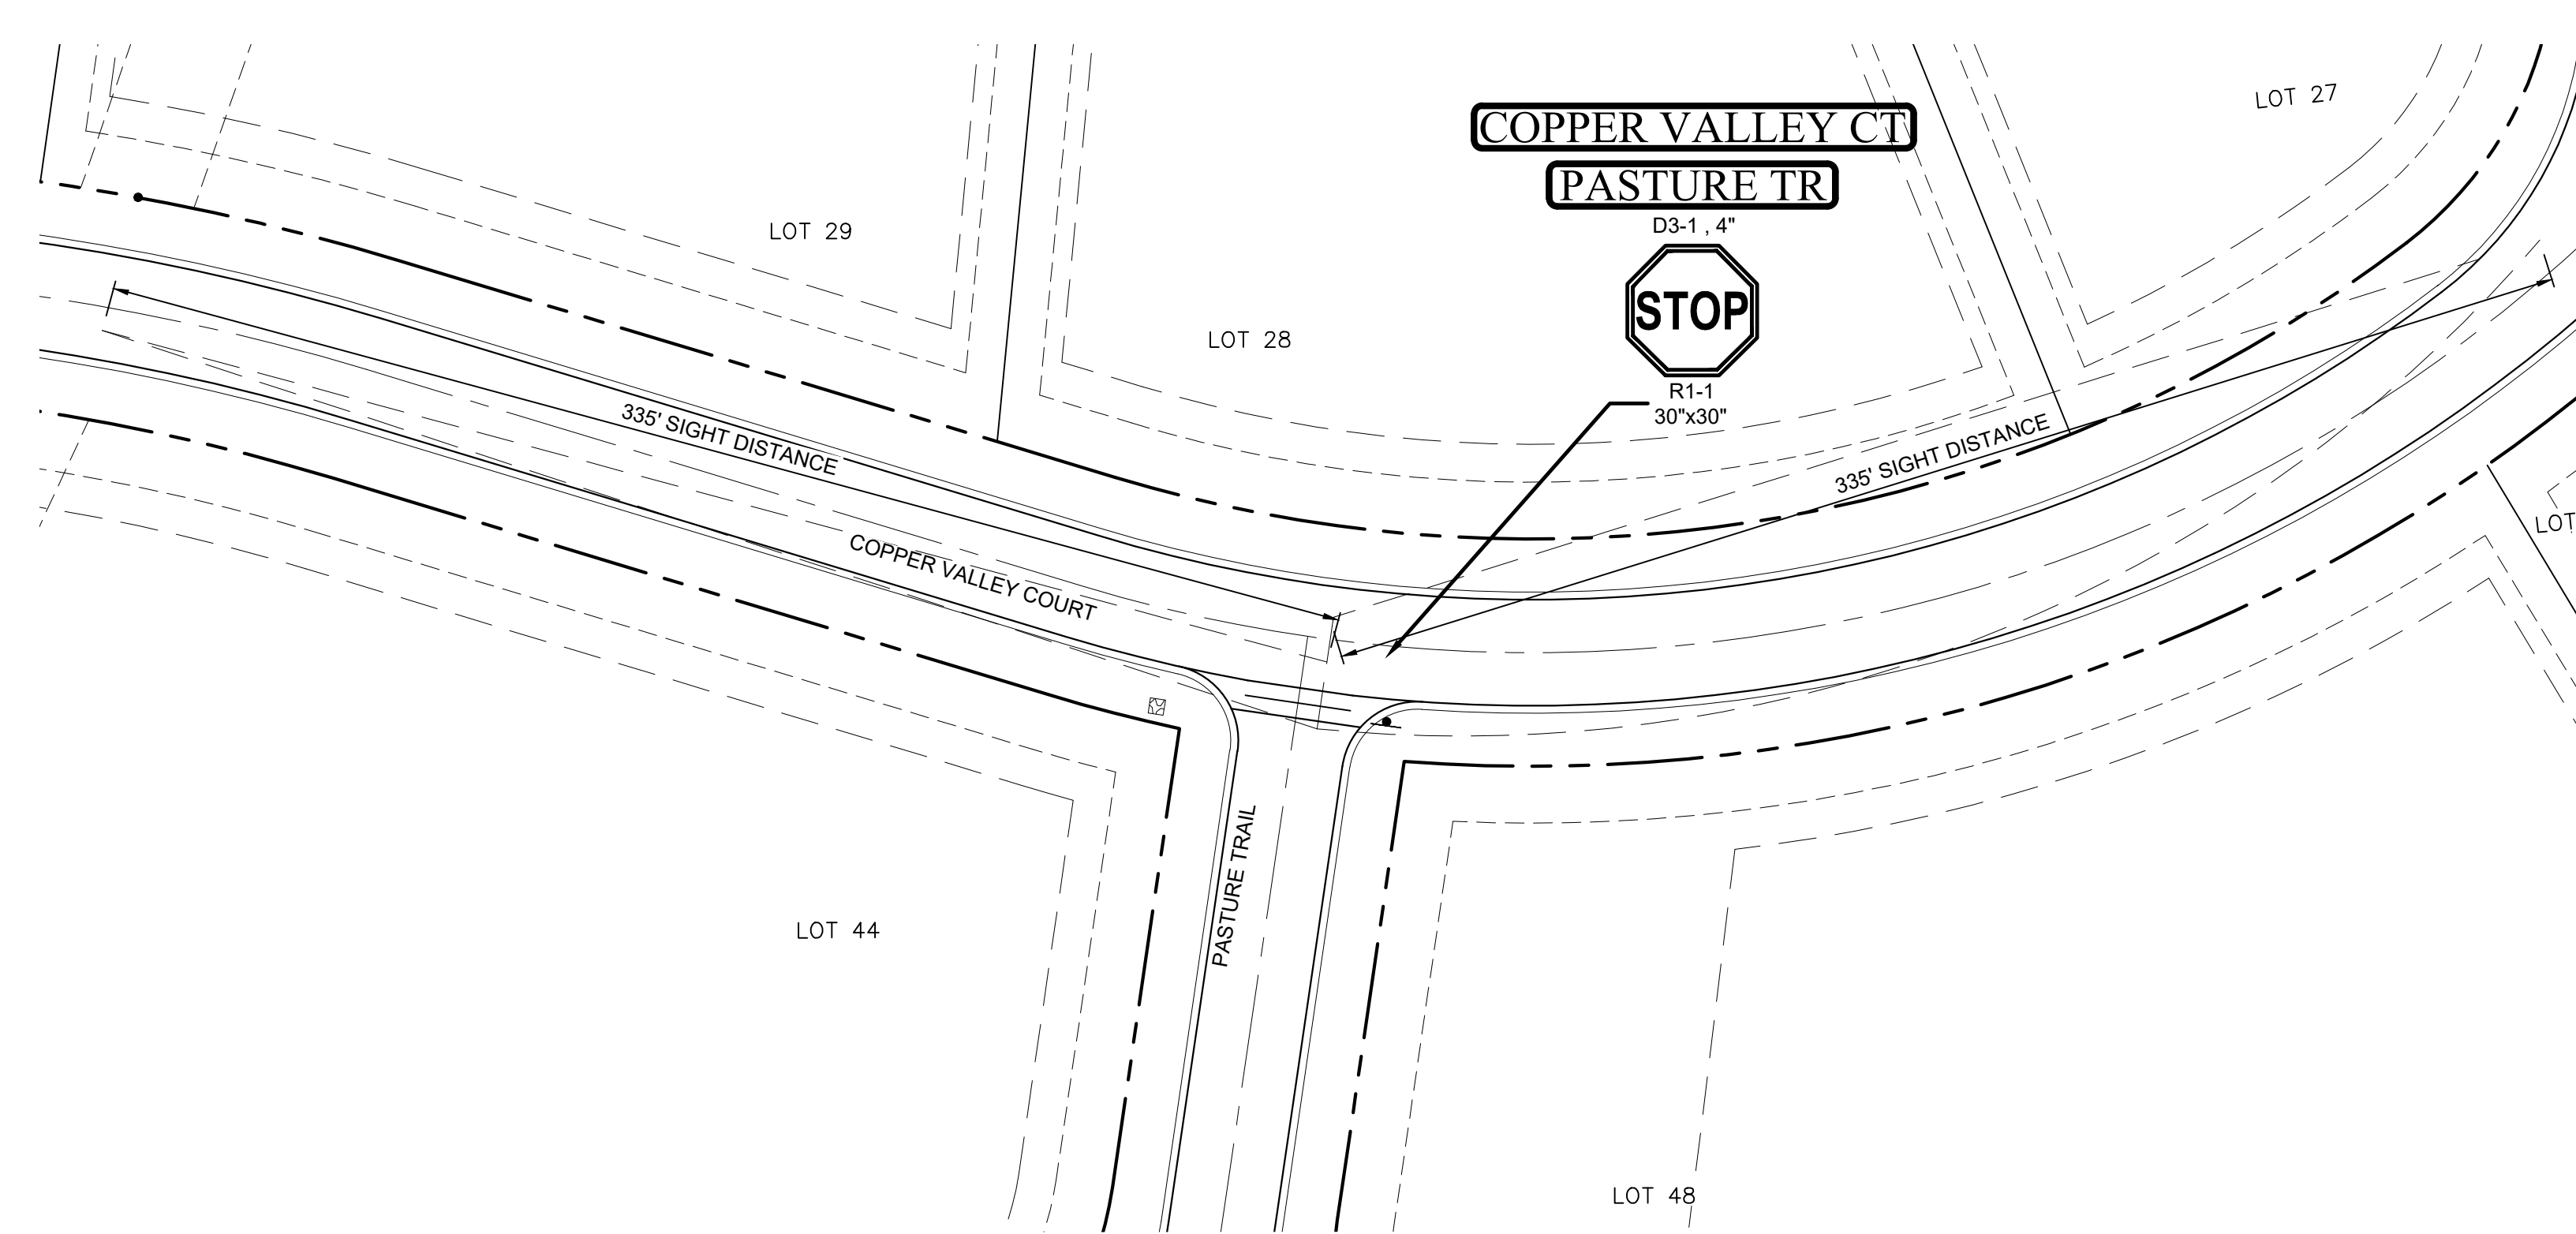 LOT 27
COPPER VALLEY CT
PASTURE TR
D3-1 , 4"
LOT 29
STOP
LOT 28
R1-1
30"x30"
335' SIGHT DISTANCE
335' SIGHT DISTANCE
LOT
COPPER VALLEY COURT
PASTURE TRAIL
LOT 44
LOT 48